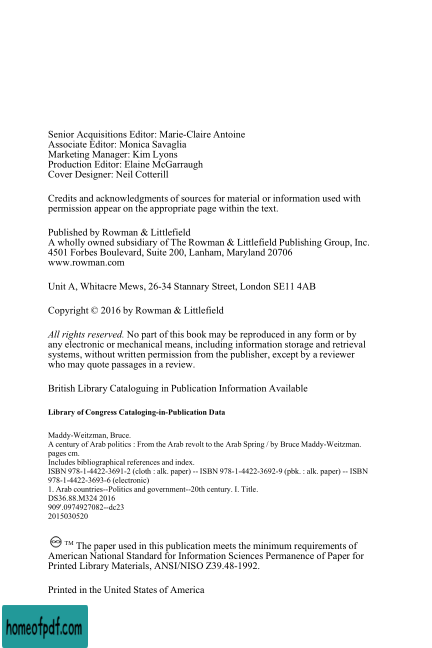 Senior Acquisitions Editor: Marie-Claire Antoine
Associate Editor: Monica Savaglia
Marketing Manager: Kim Lyons
Production Editor: Elaine McGarraugh
Cover Designer: Neil Cotterill
Credits and acknowledgments of sources for material or information used with
permission appear on the appropriate page within the text.
Published by Rowman & Littlefield
A wholly owned subsidiary of The Rowman & Littlefield Publishing Group, Inc.
4501 Forbes Boulevard, Suite 200, Lanham, Maryland 20706
www.rowman.com
Unit A, Whitacre Mews, 26-34 Stannary Street, London SE11 4AB
Copyright © 2016 by Rowman & Littlefield
All rights reserved. No part of this book may be reproduced in any form or by
any electronic or mechanical means, including information storage and retrieval
systems, without written permission from the publisher, except by a reviewer
who may quote passages in a review.
British Library Cataloguing in Publication Information Available
Library of Congress Cataloging-in-Publication Data
Maddy-Weitzman, Bruce.
A century of Arab politics : From the Arab revolt to the Arab Spring / by Bruce Maddy-Weitzman.
pages cm.
Includes bibliographical references and index.
ISBN 978-1-4422-3691-2 (cloth : alk. paper) -- ISBN 978-1-4422-3692-9 (pbk. : alk. paper) -- ISBN
978-1-4422-3693-6 (electronic)
1. Arab countries--Politics and government--20th century. I. Title.
DS36.88.M324 2016
909'.0974927082--dc23
2015030520
™ The paper used in this publication meets the minimum requirements of
American National Standard for Information Sciences Permanence of Paper for
Printed Library Materials, ANSI/NISO Z39.48-1992.
Printed in the United States of America
homeofpdf.com